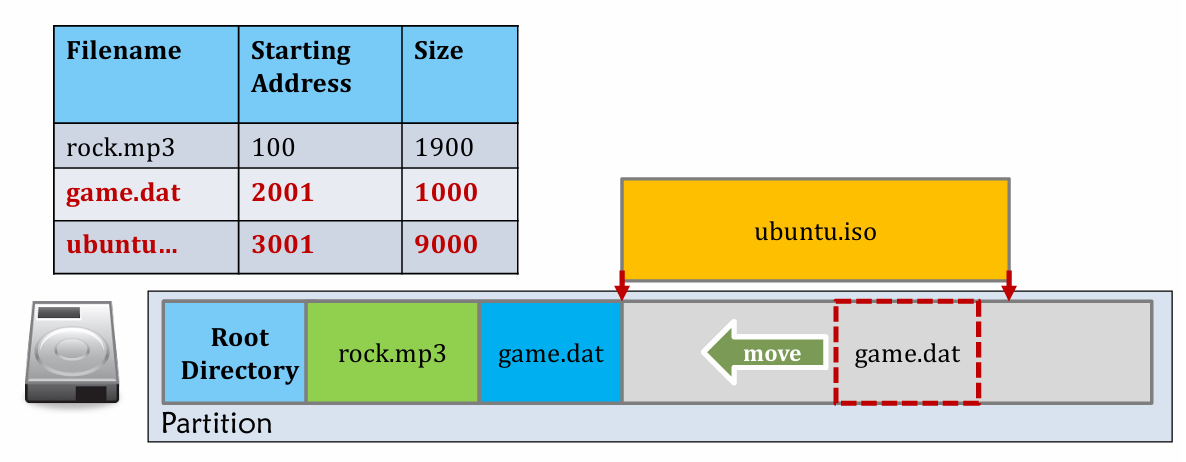 Filename Starting Address Size
rock.mp3 100 1900
game.dat 2001 1000
ubuntu... 3001 9000
ubuntu.iso
Root
Directory
rock.mp3
game.dat
move
game.dat
Partition